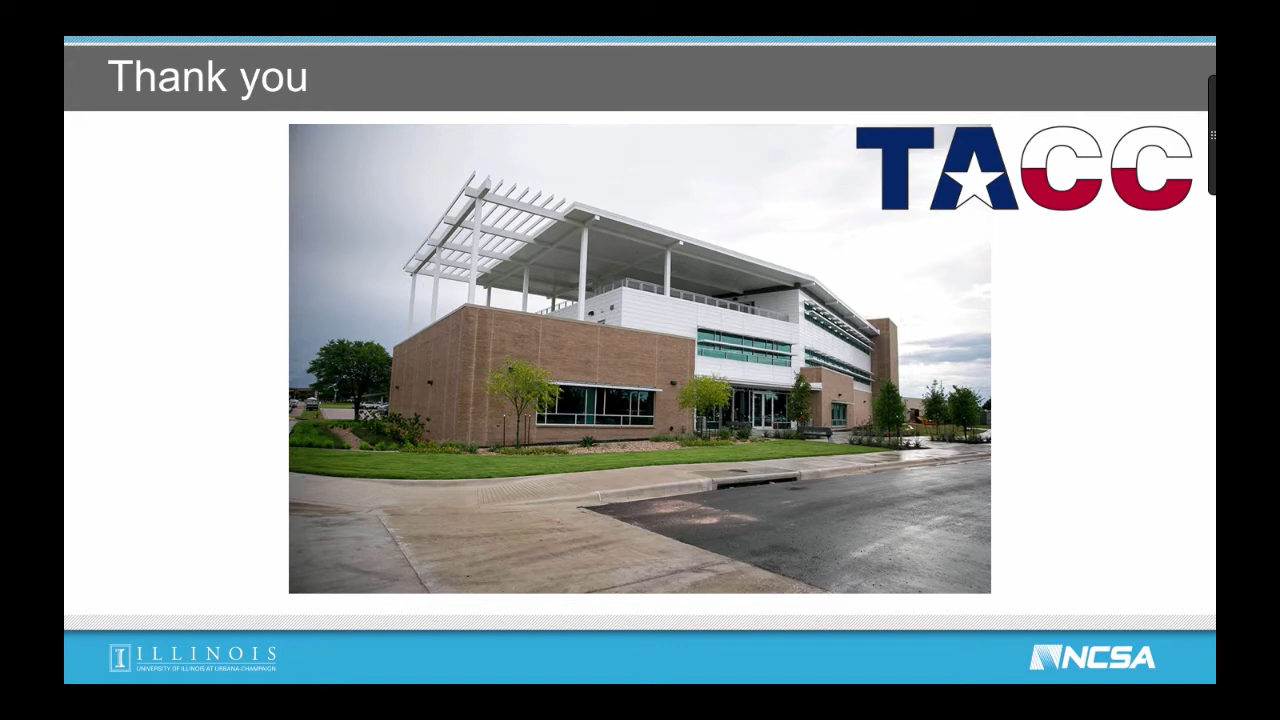 Thank you
TACC
I ILLINOIS
UNIVERSITY OF ILLINOIS AT URBANA-CHAMPAIGN
NCSA